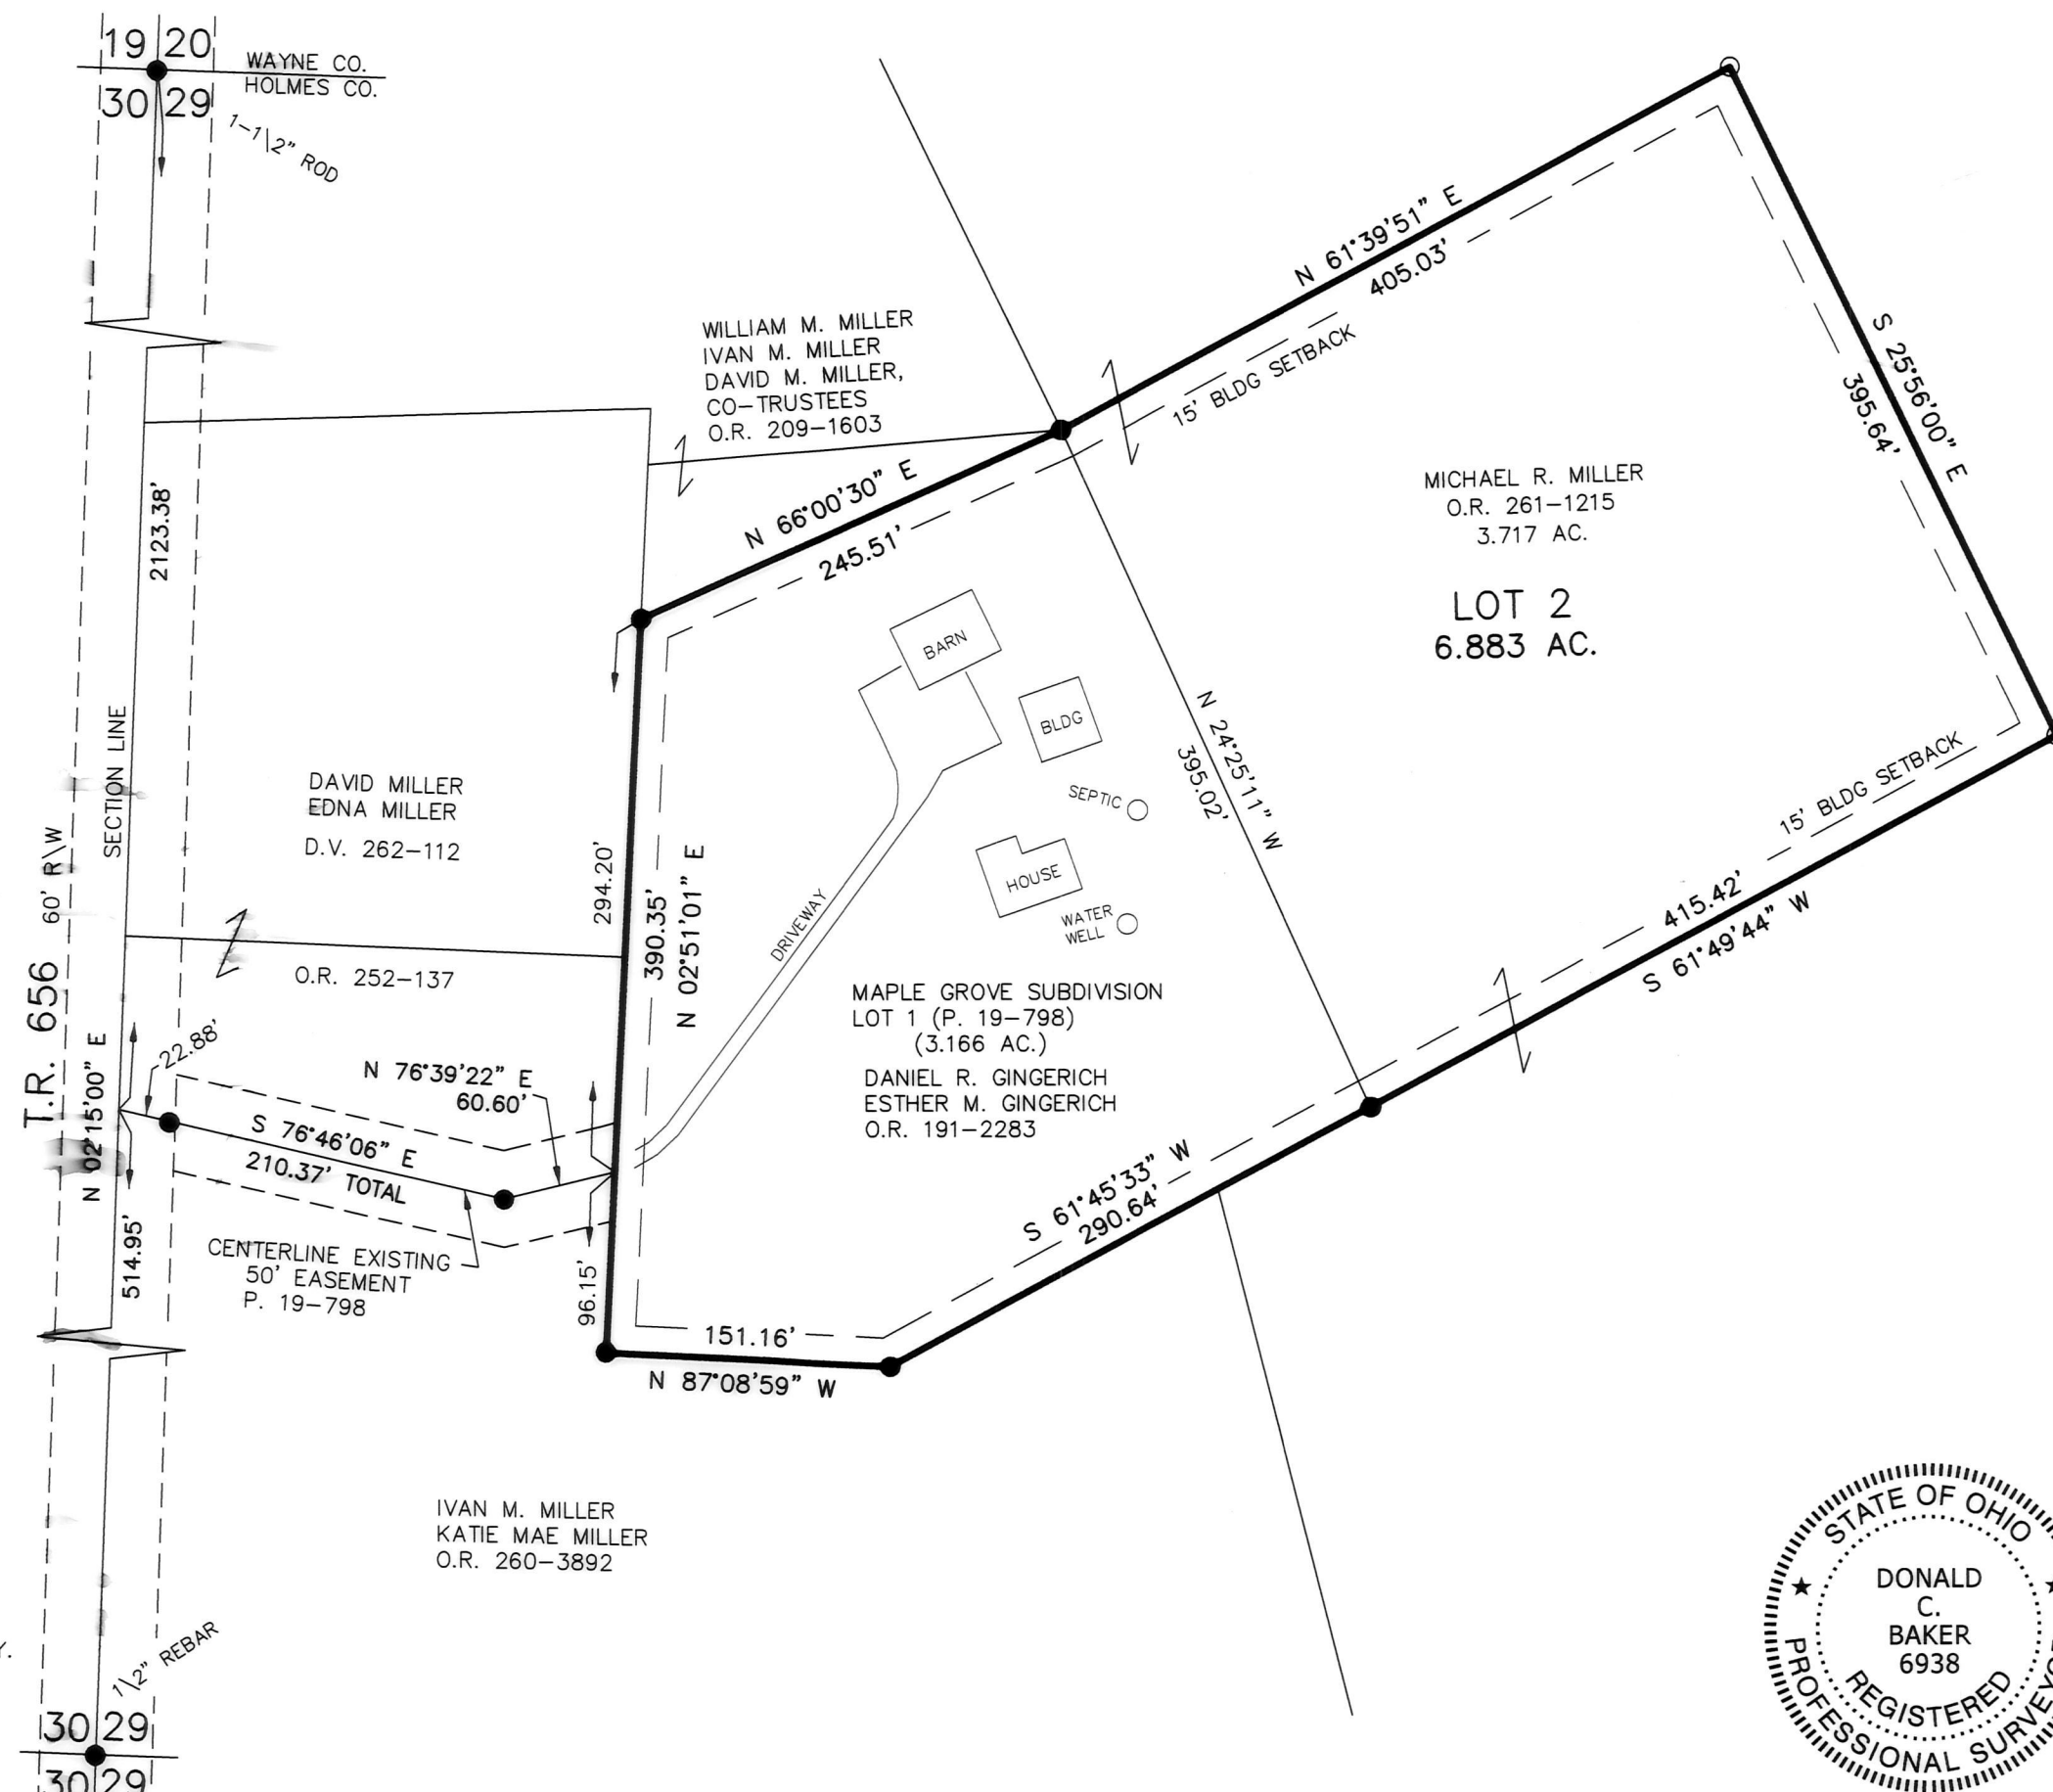 19 20
WAYNE CO.
HOLMES CO.
30 29
1-1\2” ROD
N 61°39’51” E
405.03’
15’ BLDG SETBACK
S 25°56’00” E
395.64’
WILLIAM M. MILLER
IVAN M. MILLER
DAVID M. MILLER,
CO-TRUSTEES
O.R. 209-1603
N 66°00’30” E
245.51’
MICHAEL R. MILLER
O.R. 261-1215
3.717 AC.
LOT 2
6.883 AC.
2123.38’
SECTION LINE
60’ R\W
T.R. 656
N 02°15’00” E
514.95’
DAVID MILLER
EDNA MILLER
D.V. 262-112
294.20’
390.35’
N 02°51’01” E
BARN
BLDG
SEPTIC
HOUSE
WATER
WELL
DRIVEWAY
N 24°25’11” W
395.02’
15’ BLDG SETBACK
415.42’
S 61°49’44” W
O.R. 252-137
22.88’
N 76°39’22” E
60.60’
S 76°46’06” E
210.37’ TOTAL
CENTERLINE EXISTING
50’ EASEMENT
P. 19-798
96.15’
MAPLE GROVE SUBDIVISION
LOT 1 (P. 19-798)
(3.166 AC.)
DANIEL R. GINGERICH
ESTHER M. GINGERICH
O.R. 191-2283
S 61°45’33” W
290.64’
151.16’
N 87°08’59” W
IVAN M. MILLER
KATIE MAE MILLER
O.R. 260-3892
1\2” REBAR
30 29
30 29
STATE OF OHIO
DONALD
C.
BAKER
6938
REGISTERED
PROFESSIONAL SURVEYO